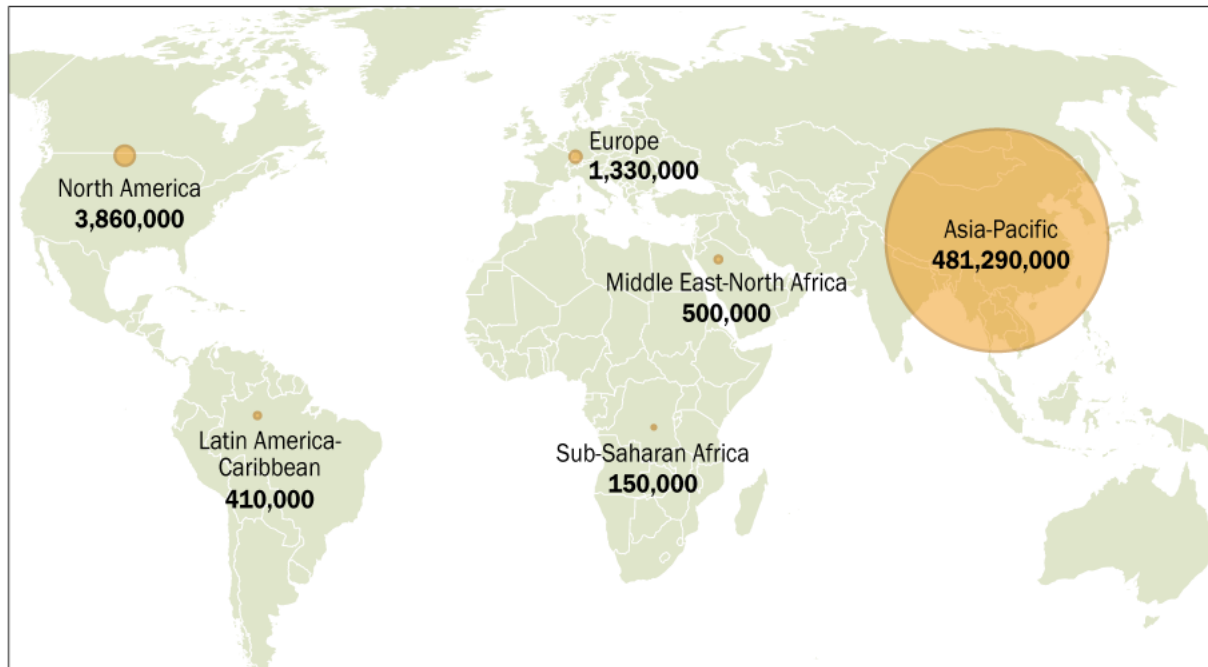 North America
3,860,000
Europe
1,330,000
Asia-Pacific
481,290,000
Middle East-North Africa
500,000
Latin America-
Caribbean
410,000
Sub-Saharan Africa
150,000